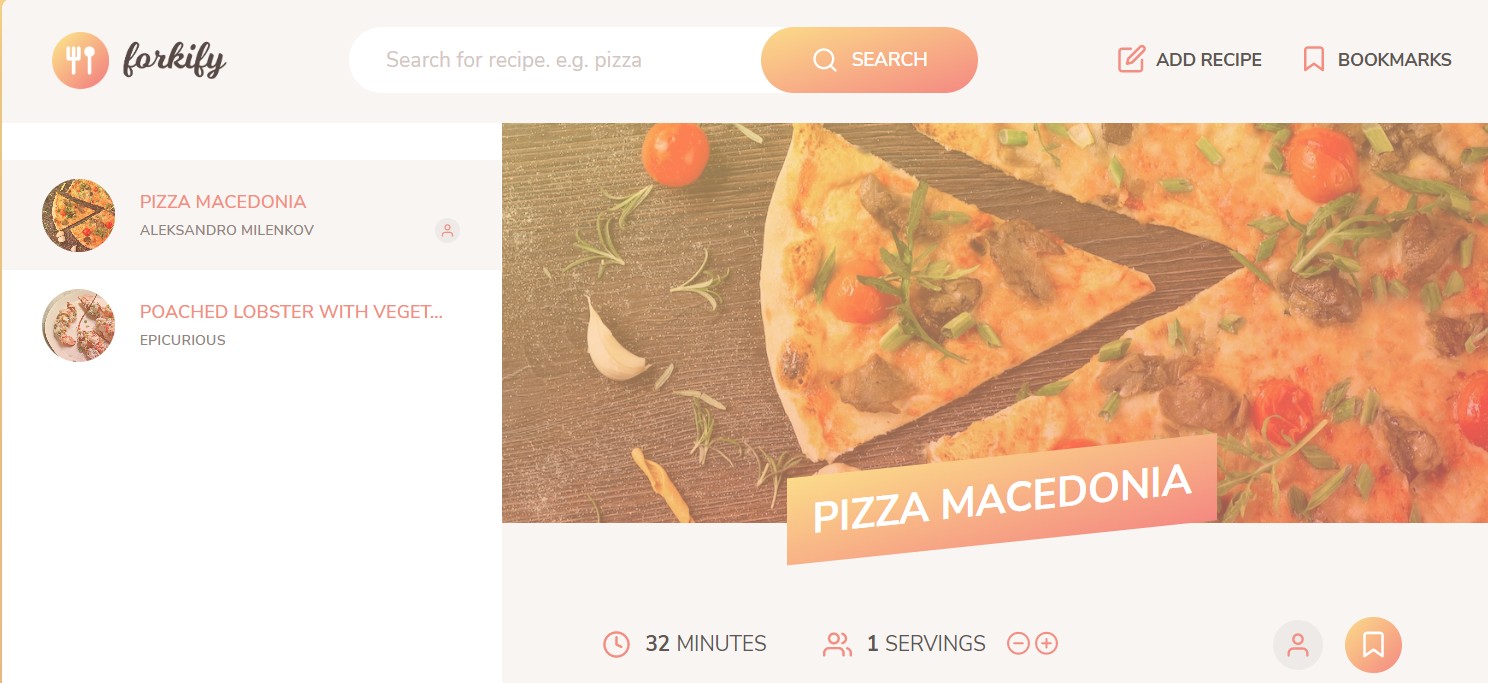 forkify
Search for recipe. e.g. pizza
SEARCH
ADD RECIPE
BOOKMARKS
PIZZA MACEDONIA
ALEKSANDRO MILENKOV
POACHED LOBSTER WITH VEGET...
EPICURIOUS
PIZZA MACEDONIA
32 MINUTES
1 SERVINGS